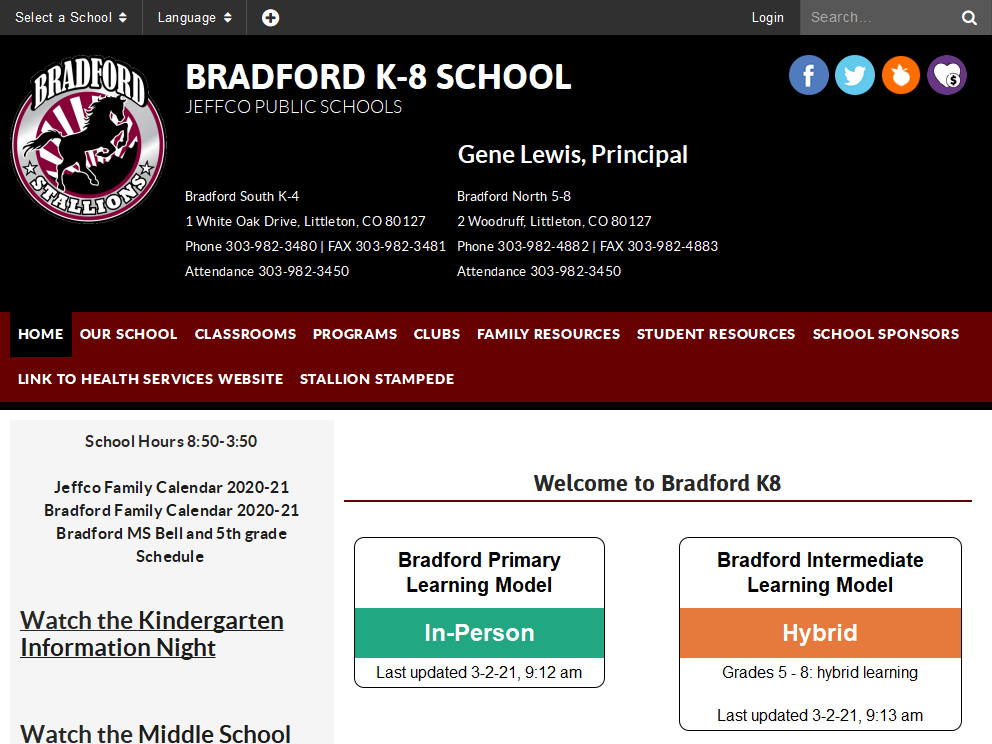 Select a School
Language
Login
Search...
BRADFORD
STALLIONS
BRADFORD K-8 SCHOOL
JEFFCO PUBLIC SCHOOLS
Gene Lewis, Principal
Bradford South K-4
1 White Oak Drive, Littleton, CO 80127
Phone 303-982-3480 | FAX 303-982-3481
Attendance 303-982-3450
Bradford North 5-8
2 Woodruff, Littleton, CO 80127
Phone 303-982-4882 | FAX 303-982-4883
Attendance 303-982-3450
HOME OUR SCHOOL CLASSROOMS PROGRAMS CLUBS FAMILY RESOURCES STUDENT RESOURCES SCHOOL SPONSORS
LINK TO HEALTH SERVICES WEBSITE STALLION STAMPEDE
School Hours 8:50-3:50
Jeffco Family Calendar 2020-21
Bradford Family Calendar 2020-21
Bradford MS Bell and 5th grade
Schedule
Watch the Kindergarten
Information Night
Watch the Middle School
Welcome to Bradford K8
Bradford Primary
Learning Model
In-Person
Last updated 3-2-21, 9:12 am
Bradford Intermediate
Learning Model
Hybrid
Grades 5 - 8: hybrid learning
Last updated 3-2-21, 9:13 am